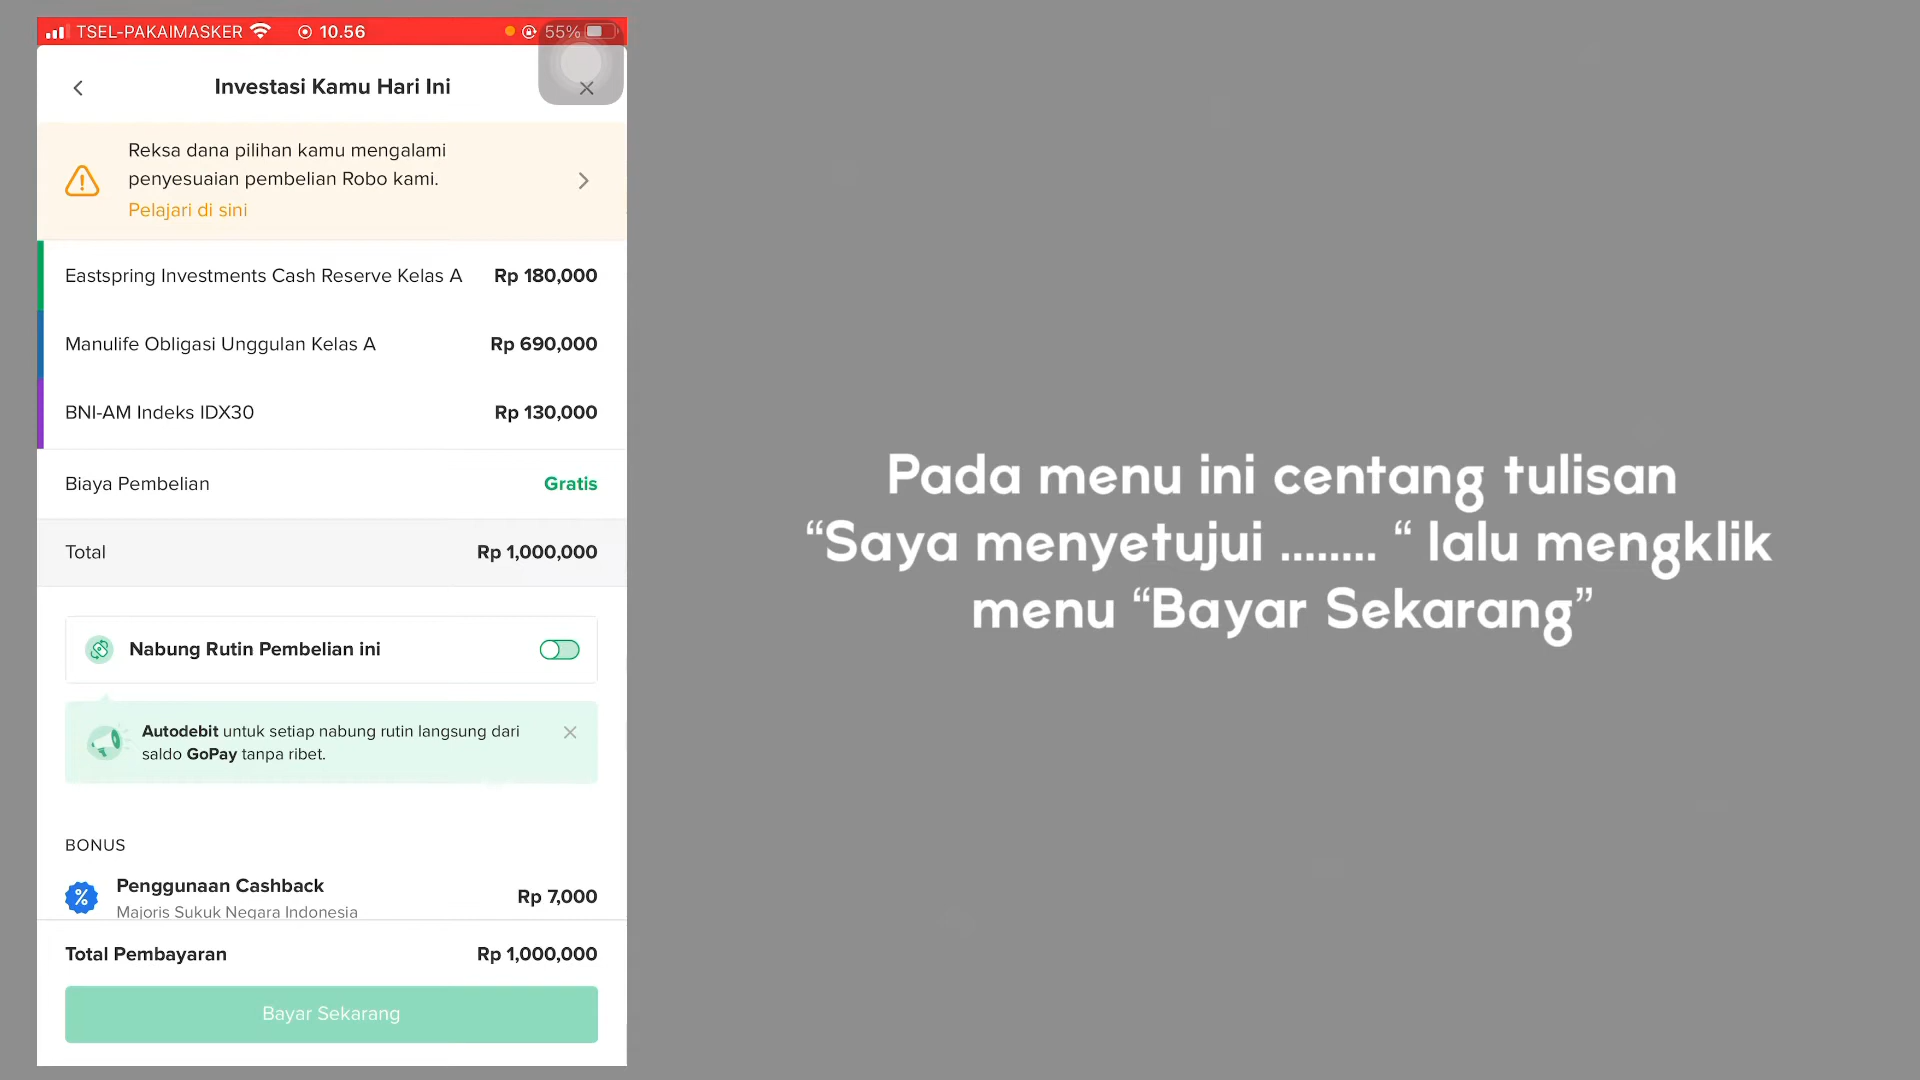 TSEL-PAKAIMASKER 10.56 55%
Investasi Kamu Hari Ini
Reksa dana pilihan kamu mengalami
penyesuaian pembelian Robo kami.
Pelajari di sini
Eastspring Investments Cash Reserve Kelas A Rp 180,000
Manulife Obligasi Unggulan Kelas A Rp 690,000
BNI-AM Indeks IDX30 Rp 130,000
Biaya Pembelian Gratis
Total Rp 1,000,000
Nabung Rutin Pembelian ini
Autodebit untuk setiap nabung rutin langsung dari
saldo GoPay tanpa ribet.
BONUS
Penggunaan Cashback Rp 7,000
Majoris Sukuk Negara Indonesia
Total Pembayaran Rp 1,000,000
Bayar Sekarang
Pada menu ini centang tulisan
“Saya menyetujui ........ “ lalu mengklik
menu “Bayar Sekarang”